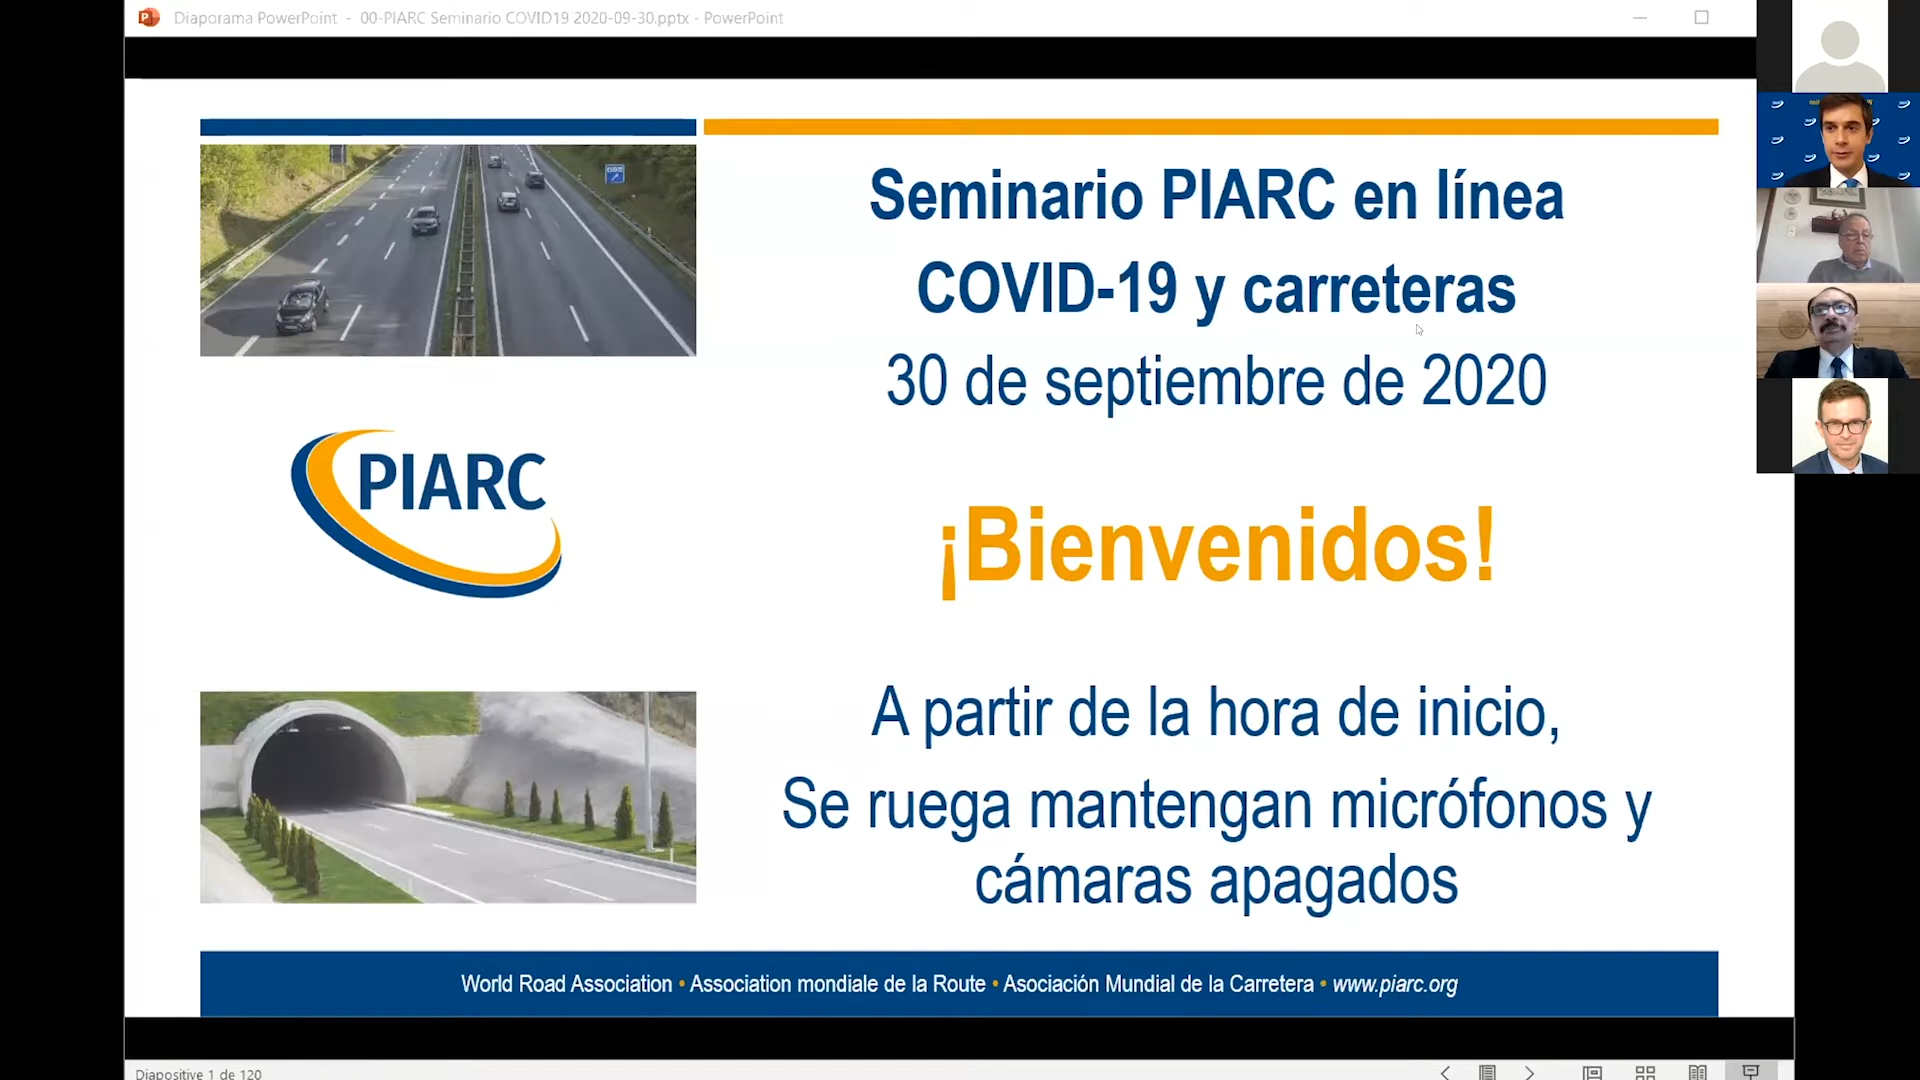 Diaporama PowerPoint - 00-PIARC Seminario COVID19 2020-09-30.pptx - PowerPoint
Seminario PIARC en línea
COVID-19 y carreteras
30 de septiembre de 2020
PIARC
¡Bienvenidos!
A partir de la hora de inicio,
Se ruega mantengan micrófonos y
cámaras apagados
World Road Association • Association mondiale de la Route • Asociación Mundial de la Carretera • www.piarc.org
Diapositive 1 de 120